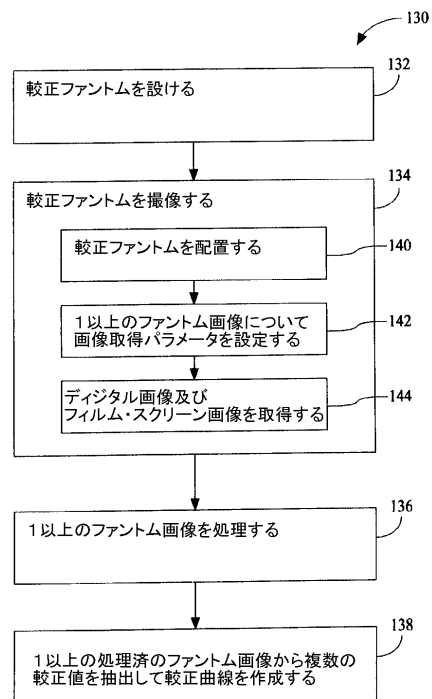 130
132
較正ファントムを設ける
134
較正ファントムを撮像する
較正ファントムを配置する
140
1以上のファントム画像について
画像取得パラメータを設定する
142
ディジタル画像及び
フィルム・スクリーン画像を取得する
144
1以上のファントム画像を処理する
136
1以上の処理済のファントム画像から複数の
較正値を抽出して較正曲線を作成する
138